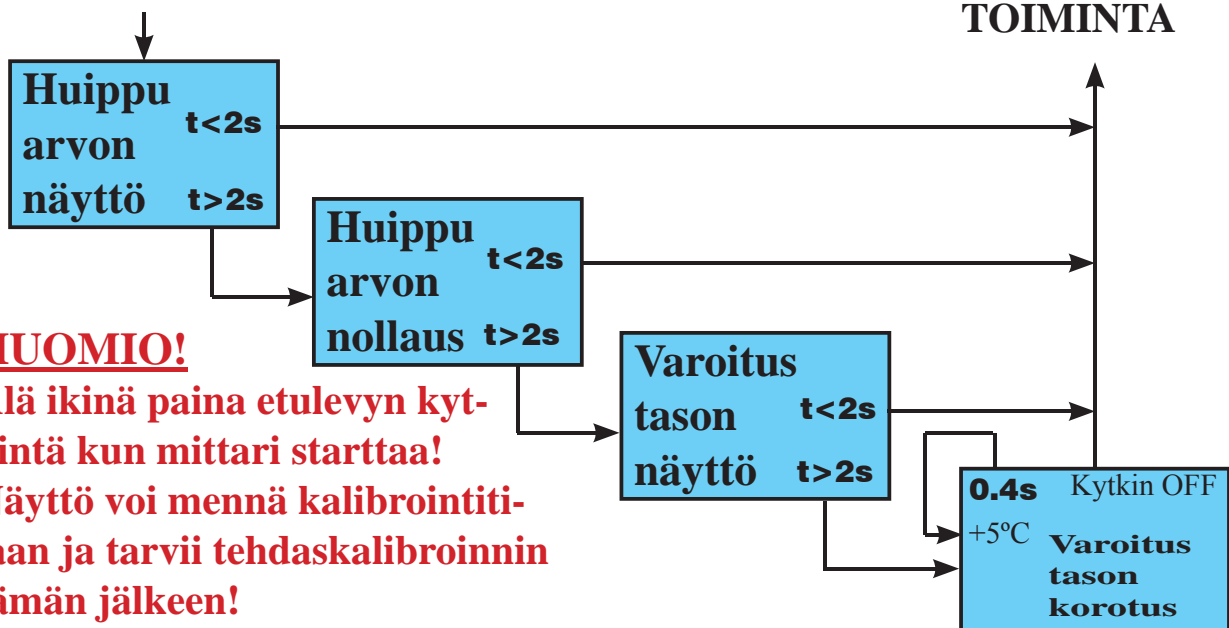 TOIMINTA
Huippu
arvon
näyttö
t<2s
t>2s
Huippu
arvon
nollaus
t<2s
t>2s
HUOMIO!
lä ikinä paina etulevyn kyt-
intä kun mittari starttaa!
Näyttö voi mennä kalibrointiti-
aan ja tarvii tehdaskalibroinnin
ämän jälkeen!
Varoitus
tason
näyttö
t<2s
t>2s
0.4s Kytkin OFF
+5ºC
Varoitus
tason
korotus